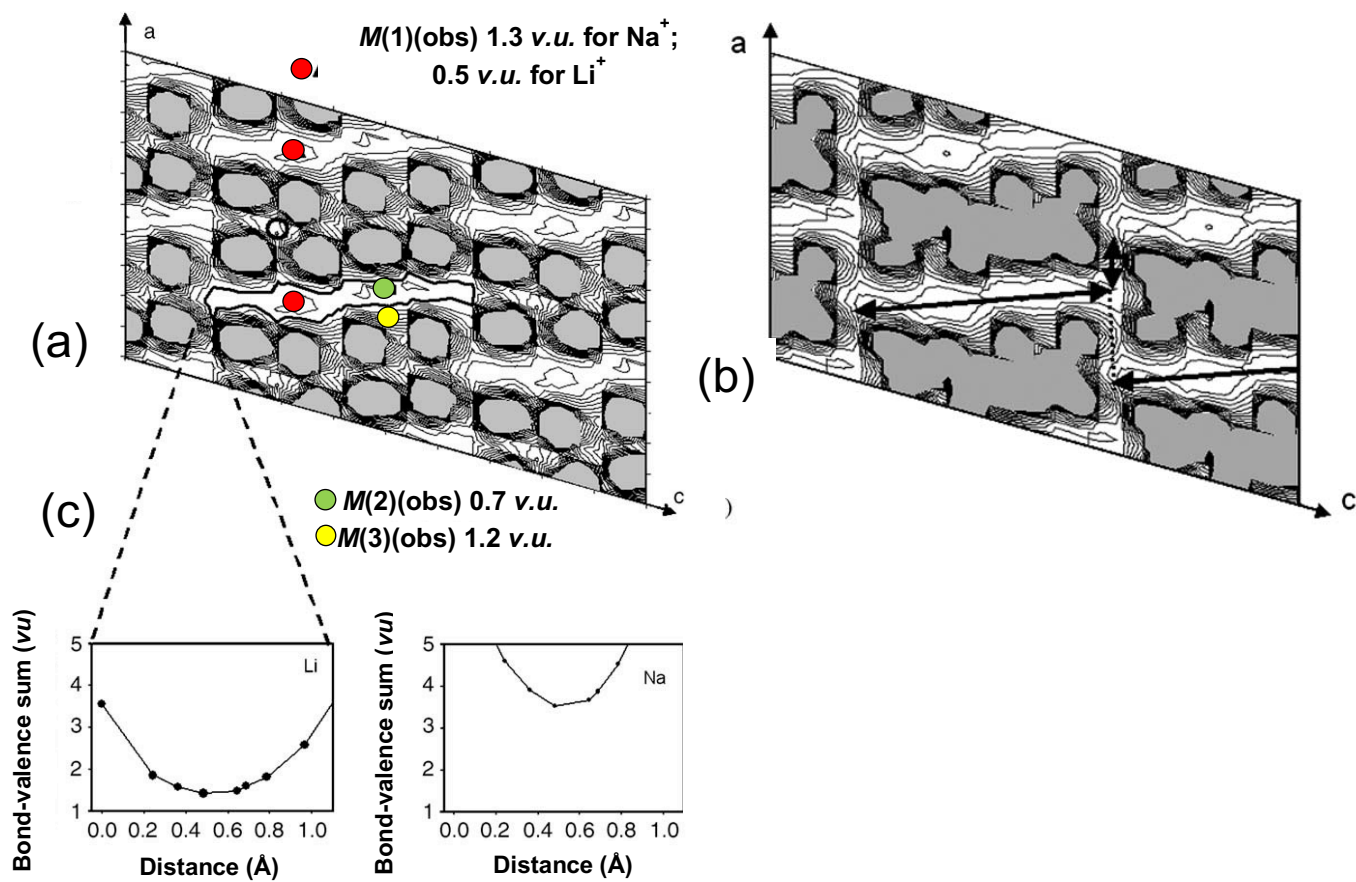 a
M(1)(obs) 1.3 v.u. for Na+;
0.5 v.u. for Li+
(a)
c
a
(b)
c
)
(c)
M(2)(obs) 0.7 v.u.
M(3)(obs) 1.2 v.u.
Bond-valence sum (vu)
5
4
3
2
1
Li
0.0 0.2 0.4 0.6 0.8 1.0
Distance (Å)
Bond-valence sum (vu)
5
4
3
2
1
Na
0.0 0.2 0.4 0.6 0.8 1.0
Distance (Å)